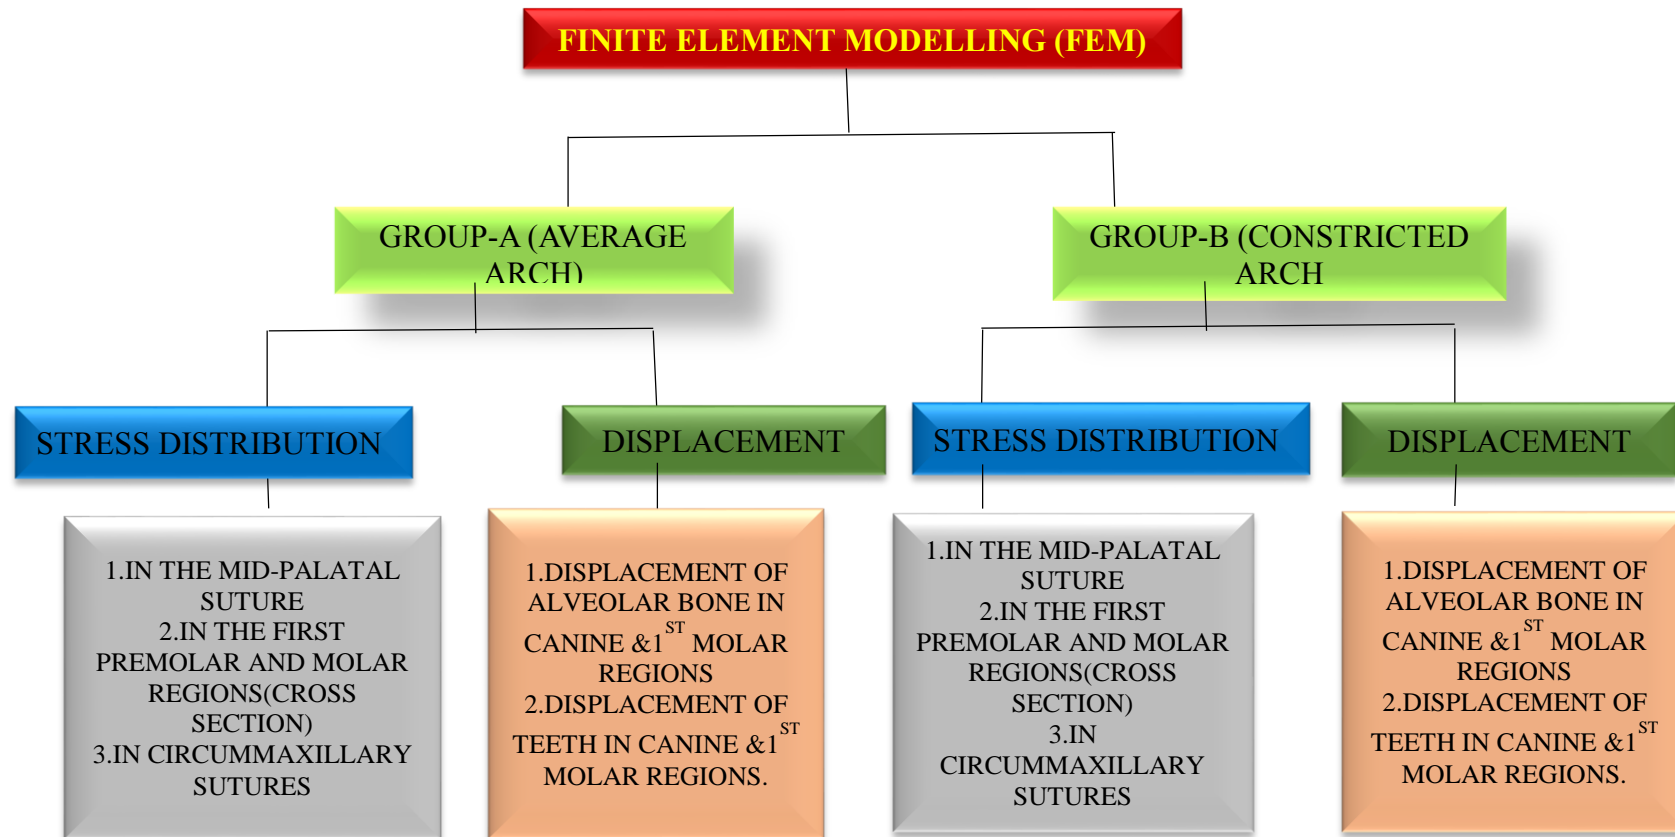 FINITE ELEMENT MODELLING (FEM)
GROUP-A (AVERAGE
ARCH)
GROUP-B (CONSTRICTED
ARCH
STRESS DISTRIBUTION
DISPLACEMENT
STRESS DISTRIBUTION
DISPLACEMENT
1.IN THE MID-PALATAL
SUTURE
2.IN THE FIRST
PREMOLAR AND MOLAR
REGIONS(CROSS
SECTION)
3.IN CIRCUMMAXILLARY
SUTURES
1.DISPLACEMENT OF
ALVEOLAR BONE IN
CANINE &1ST MOLAR
REGIONS
2.DISPLACEMENT OF
TEETH IN CANINE &1ST
MOLAR REGIONS.
1.IN THE MID-PALATAL
SUTURE
2.IN THE FIRST
PREMOLAR AND MOLAR
REGIONS(CROSS
SECTION)
3.IN
CIRCUMMAXILLARY
SUTURES
1.DISPLACEMENT OF
ALVEOLAR BONE IN
CANINE &1ST MOLAR
REGIONS
2.DISPLACEMENT OF
TEETH IN CANINE &1ST
MOLAR REGIONS.